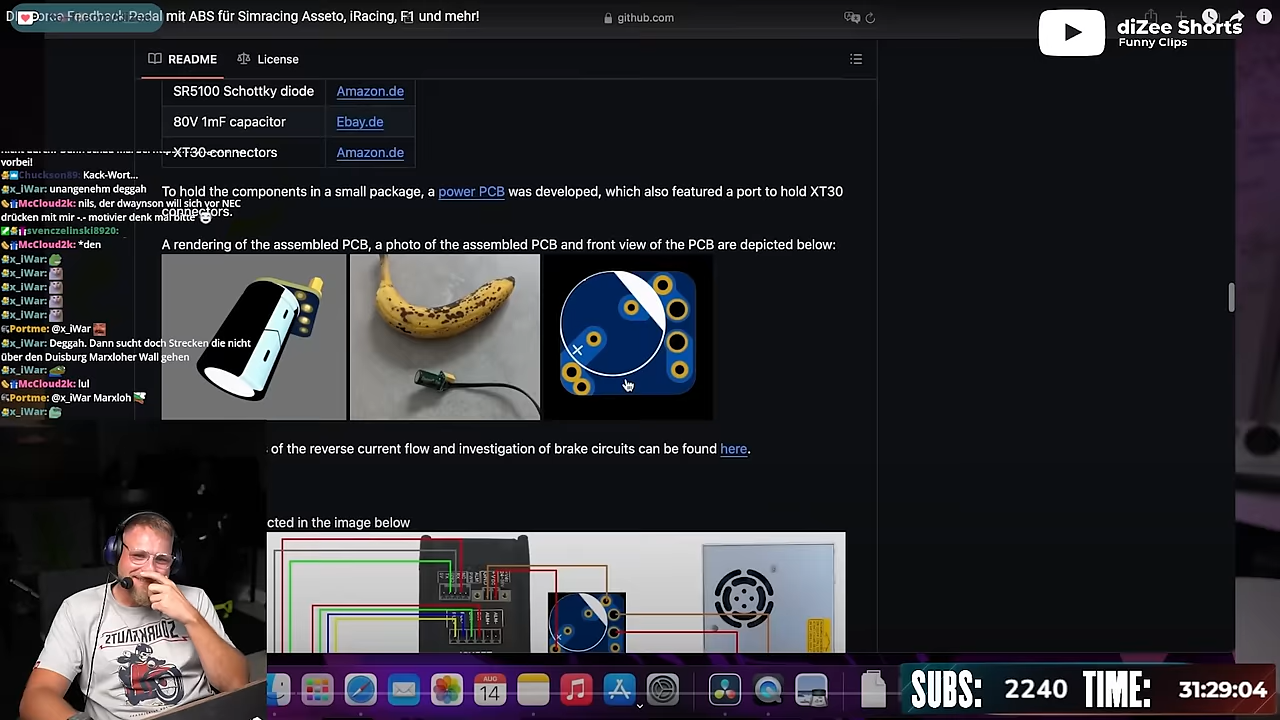 DIY Force Feedback Pedal mit ABS für Simracing Asseto, iRacing, F1 und mehr!
github.com
diZee Shorts
Funny Clips
README
License
SR5100 Schottky diode
Amazon.de
80V 1mF capacitor
Ebay.de
XT30 connectors
Amazon.de
To hold the components in a small package, a power PCB was developed, which also featured a port to hold XT30
connectors.
A rendering of the assembled PCB, a photo of the assembled PCB and front view of the PCB are depicted below:
of the reverse current flow and investigation of brake circuits can be found here.
cted in the image below
vorbei!
Chuckson89: Kack-Wort...
x_iWar: unangenehm deggah
McCloud2k: nils, der dwaynson will sich vor NEC
drücken mit mir -.- motivier denk mal bitte
svenczelinski8920:
McCloud2k: *den
x_iWar:
x_iWar:
x_iWar:
x_iWar:
x_iWar:
Portme: @x_iWar
x_iWar: Deggah. Dann sucht doch Strecken die nicht
über den Duisburg Marxloher Wall gehen
x_iWar:
McCloud2k: lul
Portme: @x_iWar Marxloh
x_iWar:
AUG
14
SUBS: 2240 TIME: 31:29:04